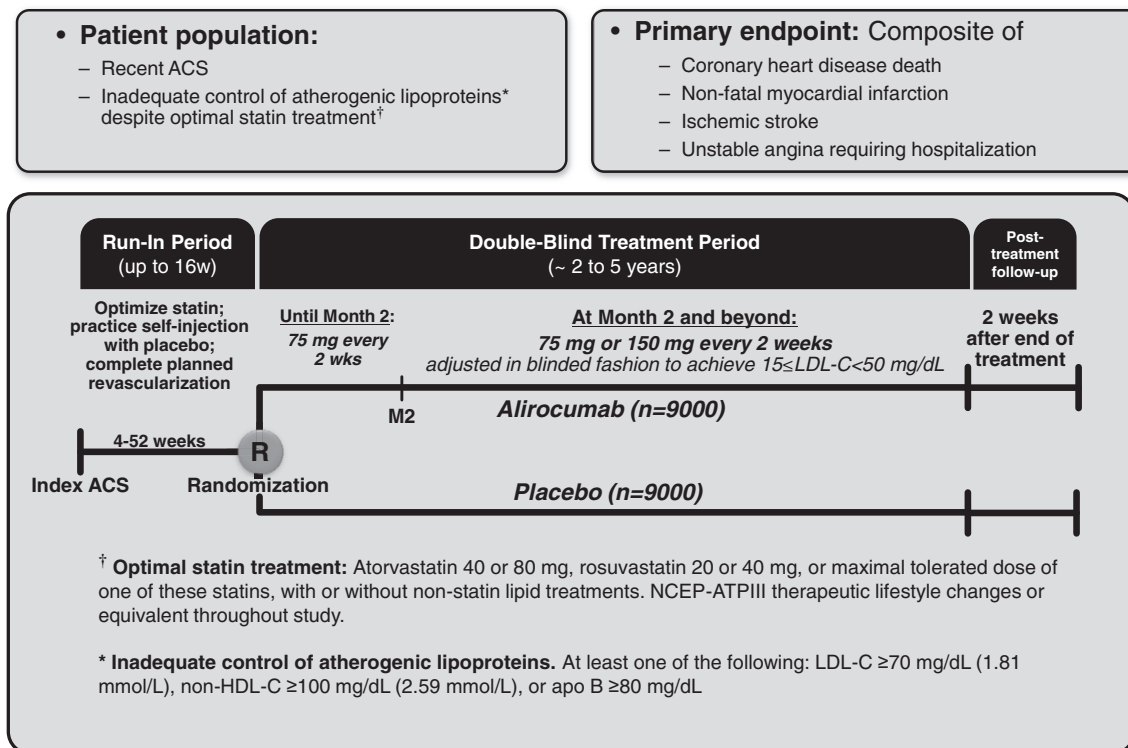 • Patient population:
– Recent ACS
– Inadequate control of atherogenic lipoproteins*
despite optimal statin treatment†
• Primary endpoint: Composite of
– Coronary heart disease death
– Non-fatal myocardial infarction
– Ischemic stroke
– Unstable angina requiring hospitalization
Run-In Period
(up to 16w)
Double-Blind Treatment Period
(~ 2 to 5 years)
Post-
treatment
follow-up
Optimize statin;
practice self-injection
with placebo;
complete planned
revascularization
Until Month 2:
75 mg every
2 wks
At Month 2 and beyond:
75 mg or 150 mg every 2 weeks
adjusted in blinded fashion to achieve 15≤LDL-C<50 mg/dL
2 weeks
after end of
treatment
M2
Alirocumab (n=9000)
4-52 weeks
R
Index ACS
Randomization
Placebo (n=9000)
† Optimal statin treatment: Atorvastatin 40 or 80 mg, rosuvastatin 20 or 40 mg, or maximal tolerated dose of
one of these statins, with or without non-statin lipid treatments. NCEP-ATPIII therapeutic lifestyle changes or
equivalent throughout study.
* Inadequate control of atherogenic lipoproteins. At least one of the following: LDL-C ≥70 mg/dL (1.81
mmol/L), non-HDL-C ≥100 mg/dL (2.59 mmol/L), or apo B ≥80 mg/dL